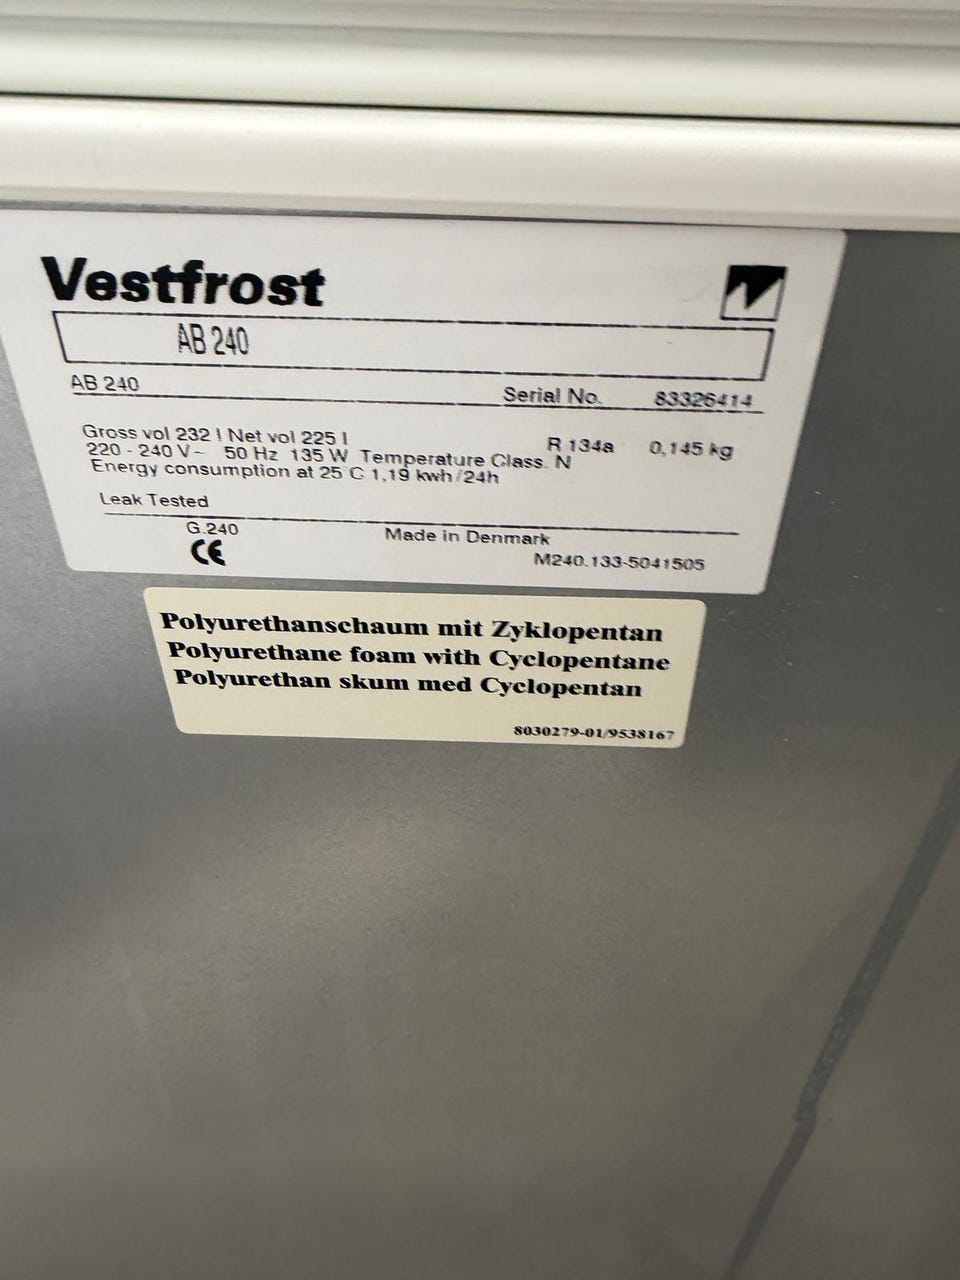 Vestfrost
AB 240
AB 240 Serial No. 83326414
Gross vol 232 l Net vol 225 l R 134a 0,145 kg
220 - 240 V~ 50 Hz 135 W Temperature Class. N
Energy consumption at 25 C 1,19 kwh/24h
Leak Tested
G.240 Made in Denmark
CE M240.133-5041505
Polyurethanschaum mit Zyklopentan
Polyurethane foam with Cyclopentane
Polyurethan skum med Cyclopentan
8030279-01/9538167